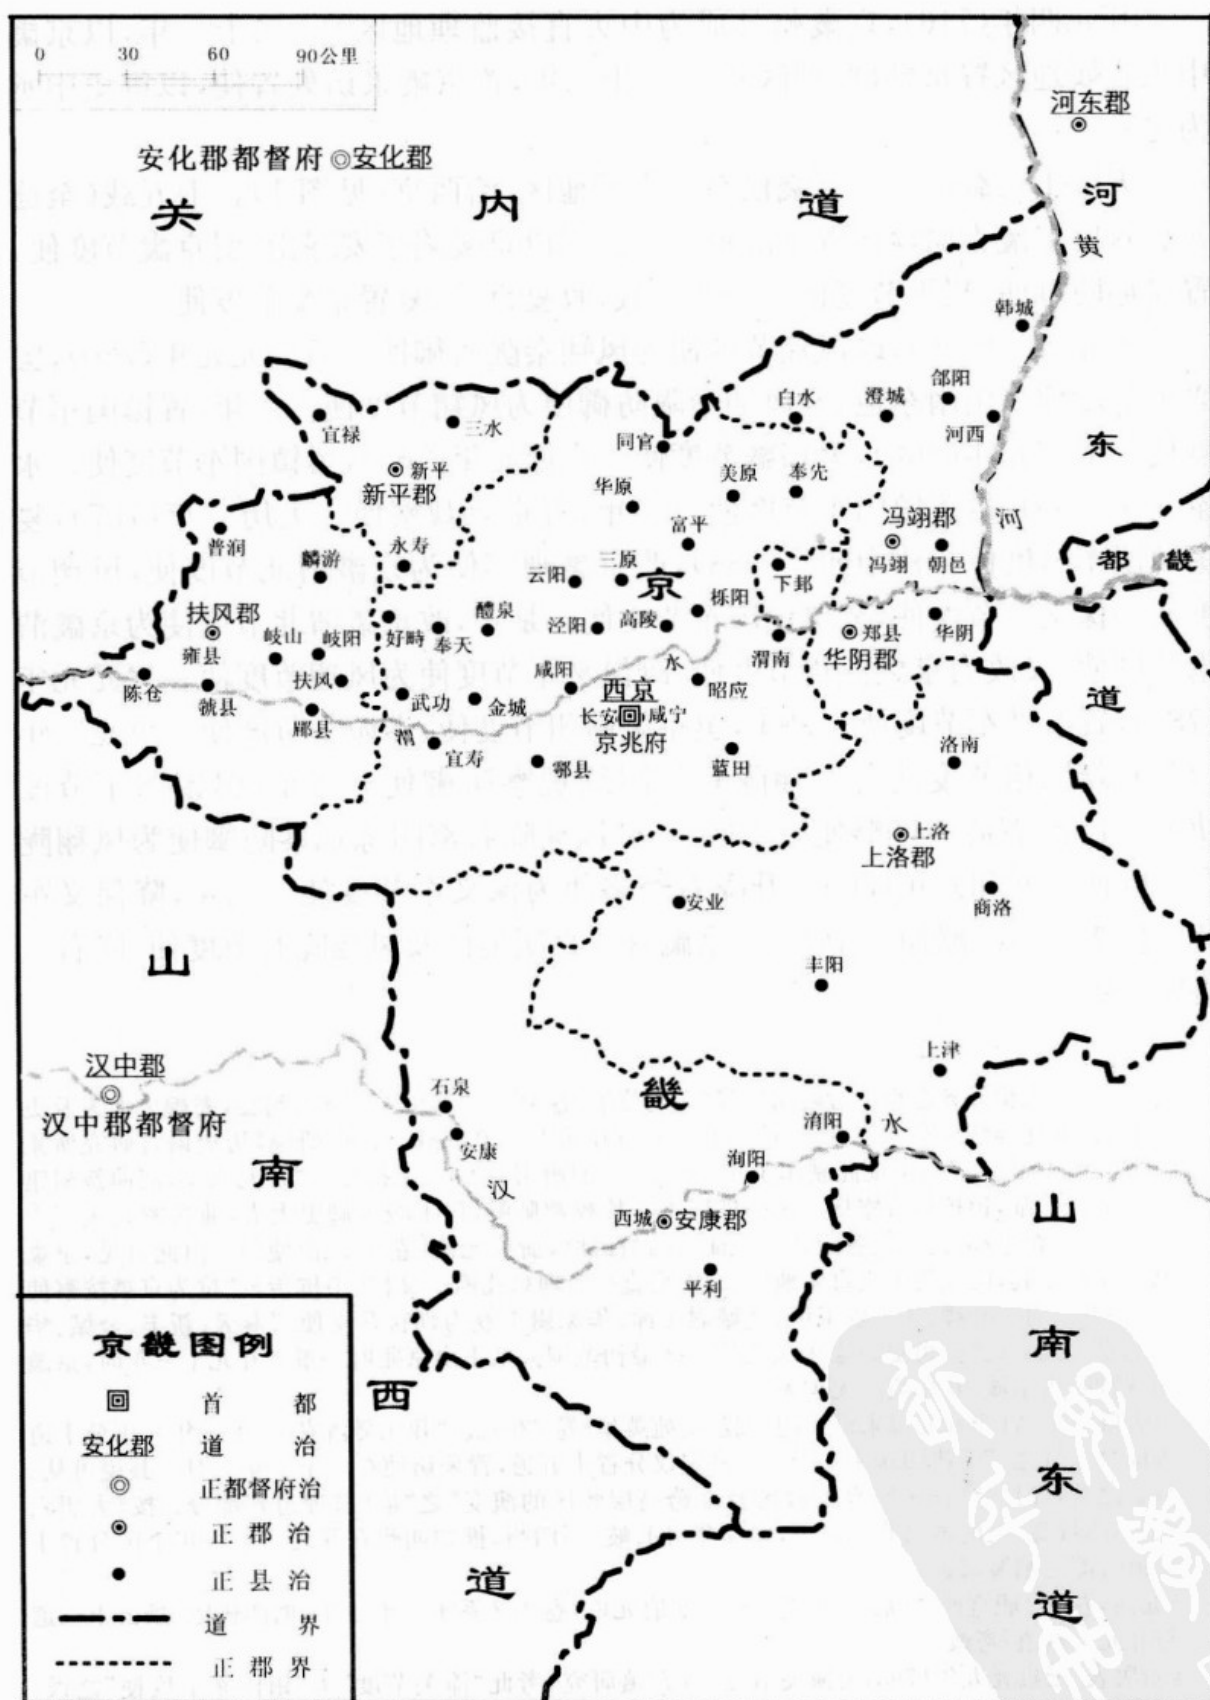 0 30 60 90公里
河东郡
安化郡都督府 安化郡
关 内 道 河
黄
韩城
郃阳
宜禄 三水 白水 澄城 河西
同官 东
新平
新平郡 美原 奉先
华原 冯翊郡 河
富平
普润 麟游 永寿 三原 冯翊 朝邑 都 畿
云阳 京 下邽
扶风郡 醴泉 栎阳
雍县 岐山 岐阳 好畤 奉天 泾阳 高陵 渭南 郑县 华阴
华阴郡
咸阳 水
陈仓 虢县 扶风 武功 金城 西京 昭应 道
郿县 渭 长安 咸宁
宜寿 鄠县 京兆府 蓝田 洛南
上洛
上洛郡
安业 商洛
山 丰阳
上津
汉中郡
石泉 畿
汉中郡都督府 淯阳 水
南 安康 洵阳
汉
西城 安康郡 山
平利
京畿图例 南
首都 西
安化郡 道治
正都督府治 东
正郡治
正县治 道
道界 道
正郡界